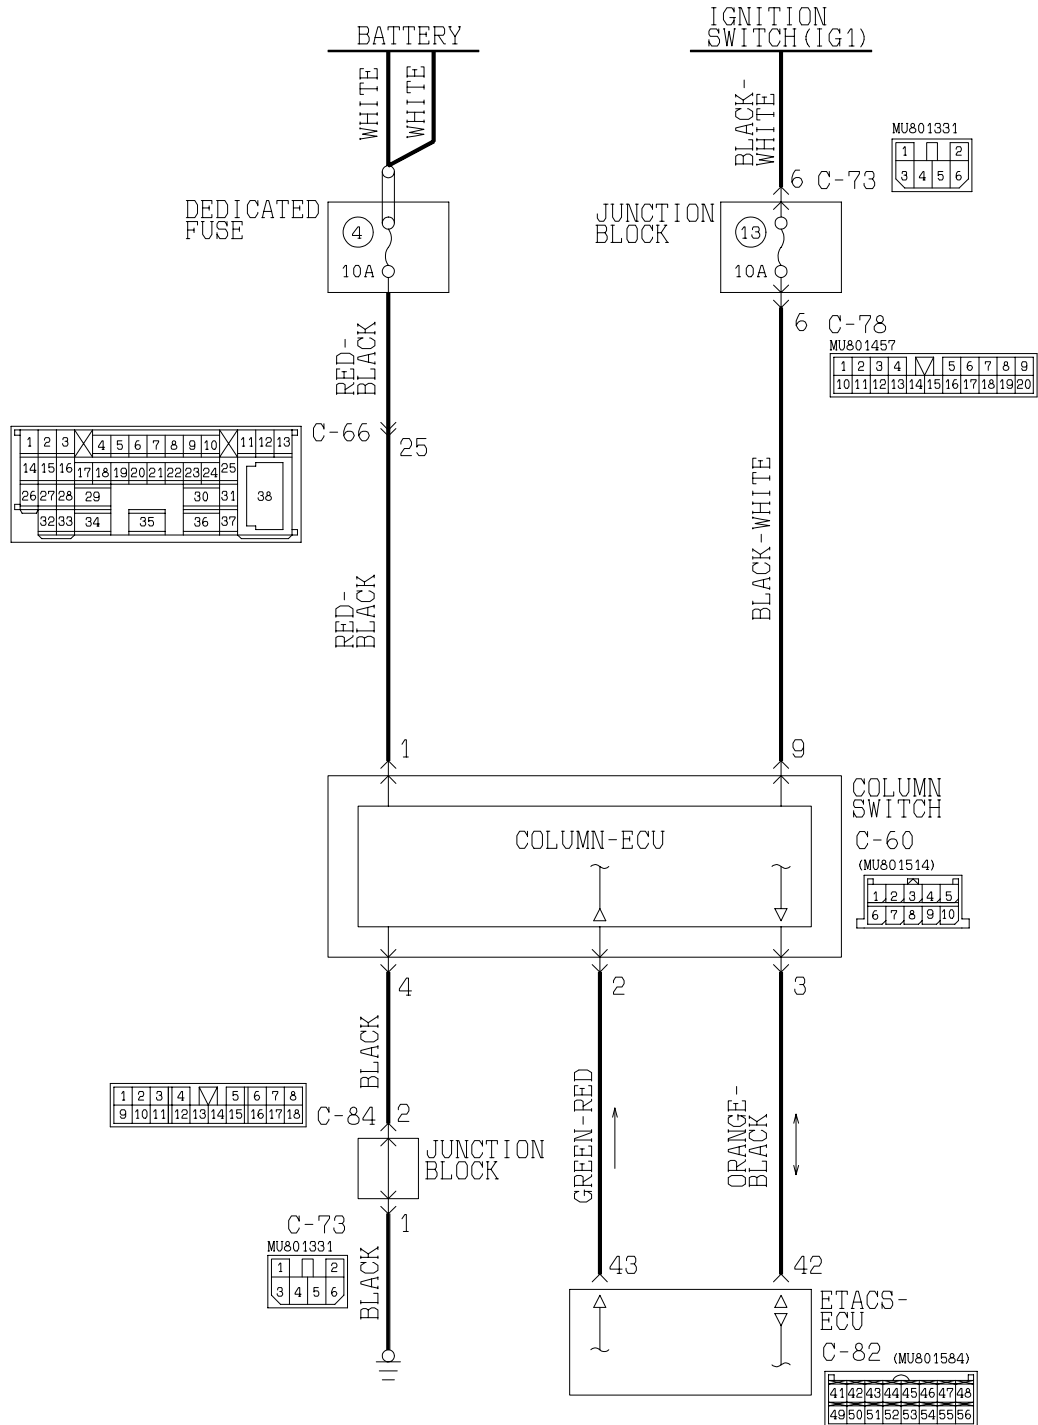 BATTERY
IGNITION
SWITCH(IG1)
WHITE
WHITE
BLACK-
WHITE
MU801331
1 2
3 4 5 6
6 C-73
DEDICATED
FUSE
4
10A
JUNCTION
BLOCK
13
10A
6 C-78
MU801457
1 2 3 4 5 6 7 8 9
10 11 12 13 14 15 16 17 18 19 20
RED-
BLACK
C-66
25
1 2 3 4 5 6 7 8 9 10 11 12 13
14 15 16 17 18 19 20 21 22 23 24 25
26 27 28 29 30 31 38
32 33 34 35 36 37
BLACK-WHITE
RED-
BLACK
1
9
COLUMN
SWITCH
COLUMN-ECU
C-60
(MU801514)
1 2 3 4 5
6 7 8 9 10
4
2
3
BLACK
GREEN-RED
ORANGE-
BLACK
1 2 3 4 5 6 7 8
9 10 11 12 13 14 15 16 17 18
C-84
2
JUNCTION
BLOCK
C-73
1
MU801331
1 2
3 4 5 6
BLACK
43
42
ETACS-
ECU
C-82 (MU801584)
41 42 43 44 45 46 47 48
49 50 51 52 53 54 55 56